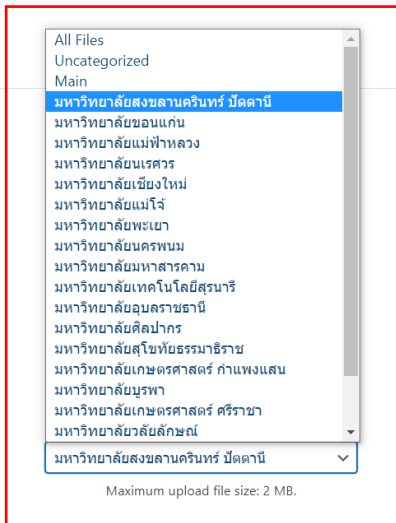 All Files
Uncategorized
Main
มหาวิทยาลัยสงขลานครินทร์ ปัตตานี
มหาวิทยาลัยขอนแก่น
มหาวิทยาลัยแม่ฟ้าหลวง
มหาวิทยาลัยนเรศวร
มหาวิทยาลัยเชียงใหม่
มหาวิทยาลัยแม่โจ้
มหาวิทยาลัยพะเยา
มหาวิทยาลัยนครพนม
มหาวิทยาลัยมหาสารคาม
มหาวิทยาลัยเทคโนโลยีสุรนารี
มหาวิทยาลัยอุบลราชธานี
มหาวิทยาลัยศิลปากร
มหาวิทยาลัยสุโขทัยธรรมาธิราช
มหาวิทยาลัยเกษตรศาสตร์ กำแพงแสน
มหาวิทยาลัยบูรพา
มหาวิทยาลัยเกษตรศาสตร์ ศรีราชา
มหาวิทยาลัยวลัยลักษณ์
มหาวิทยาลัยสงขลานครินทร์ ปัตตานี
Maximum upload file size: 2 MB.